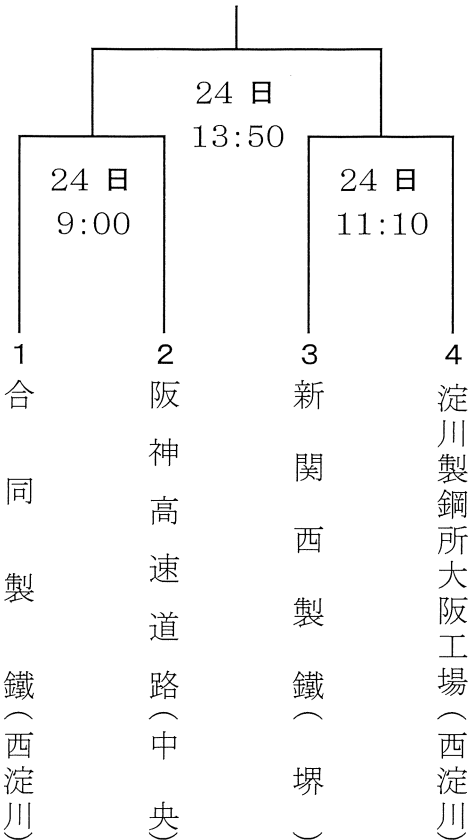 24 日
13:50
24 日
9:00
24 日
11:10
1
合同製鐵(西淀川)
2
阪神高速道路(中央)
3
新関西製鐵(堺)
4
淀川製鋼所大阪工場(西淀川)